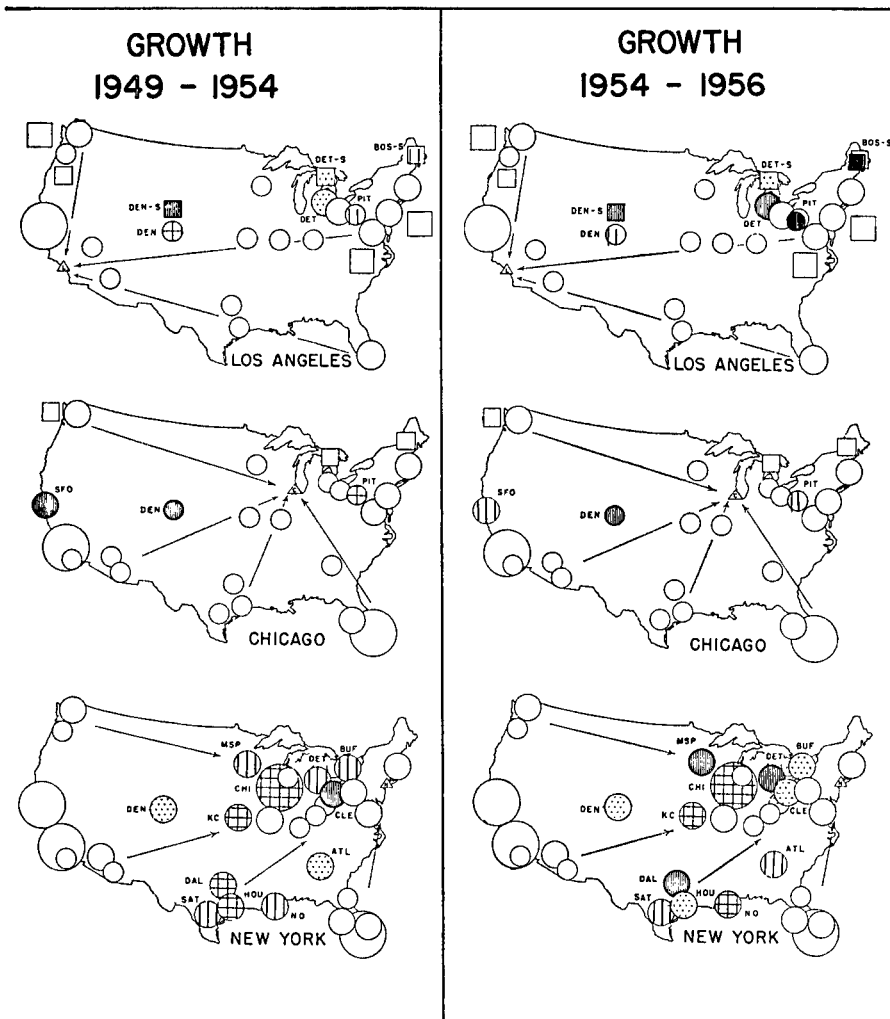 GROWTH
1949 - 1954
BOS-S
DET-S
PIT
DEN-S
DET
DEN
LOS ANGELES
SFO
PIT
DEN
CHICAGO
MSP
DET
BUF
CHI
DEN
KC
CLE
ATL
DAL
HOU
SAT
NO
NEW YORK
GROWTH
1954 - 1956
BOS-S
DET-S
PIT
DEN-S
DET
DEN
LOS ANGELES
SFO
PIT
DEN
CHICAGO
MSP
DET-S
BUF
CHI
DEN
KC
CLE
ATL
DAL
HOU
SAT
NO
NEW YORK